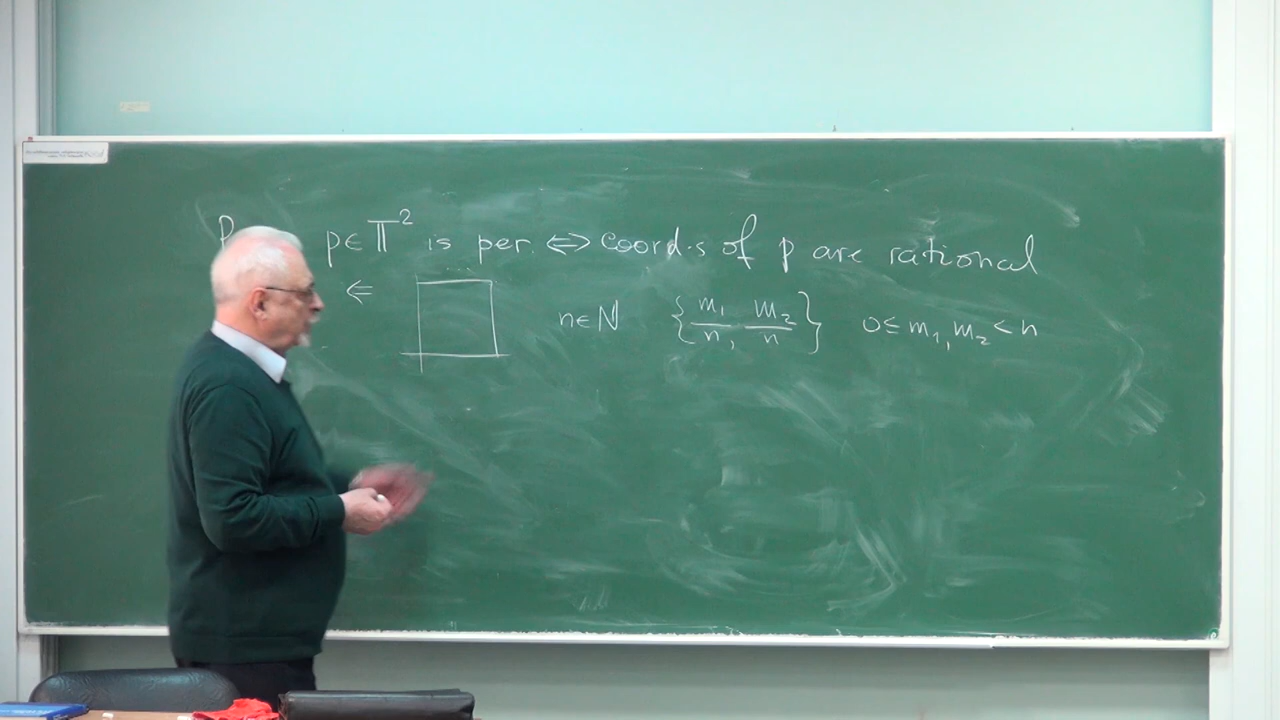 p ∈ 𝕋² is per. ⇔ coord-s of p are rational
⇐ n∈ℕ {m₁/n, m₂/n} 0≤m₁,m₂<n